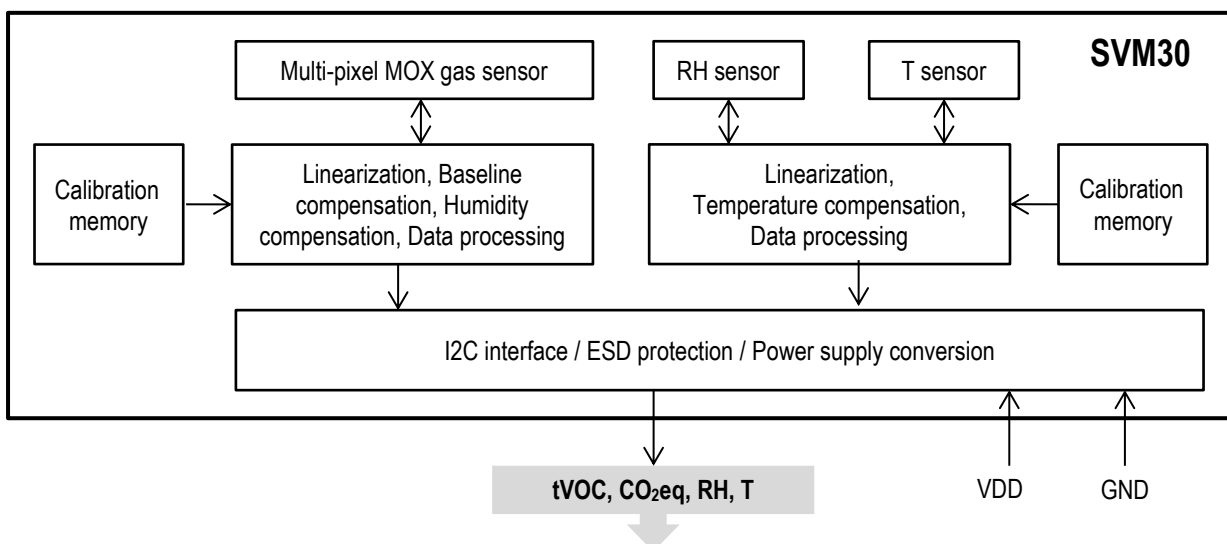 SVM30
Multi-pixel MOX gas sensor
RH sensor
T sensor
Calibration
memory
Linearization, Baseline
compensation, Humidity
compensation, Data processing
Linearization,
Temperature compensation,
Data processing
Calibration
memory
I2C interface / ESD protection / Power supply conversion
tVOC, CO₂eq, RH, T
VDD
GND